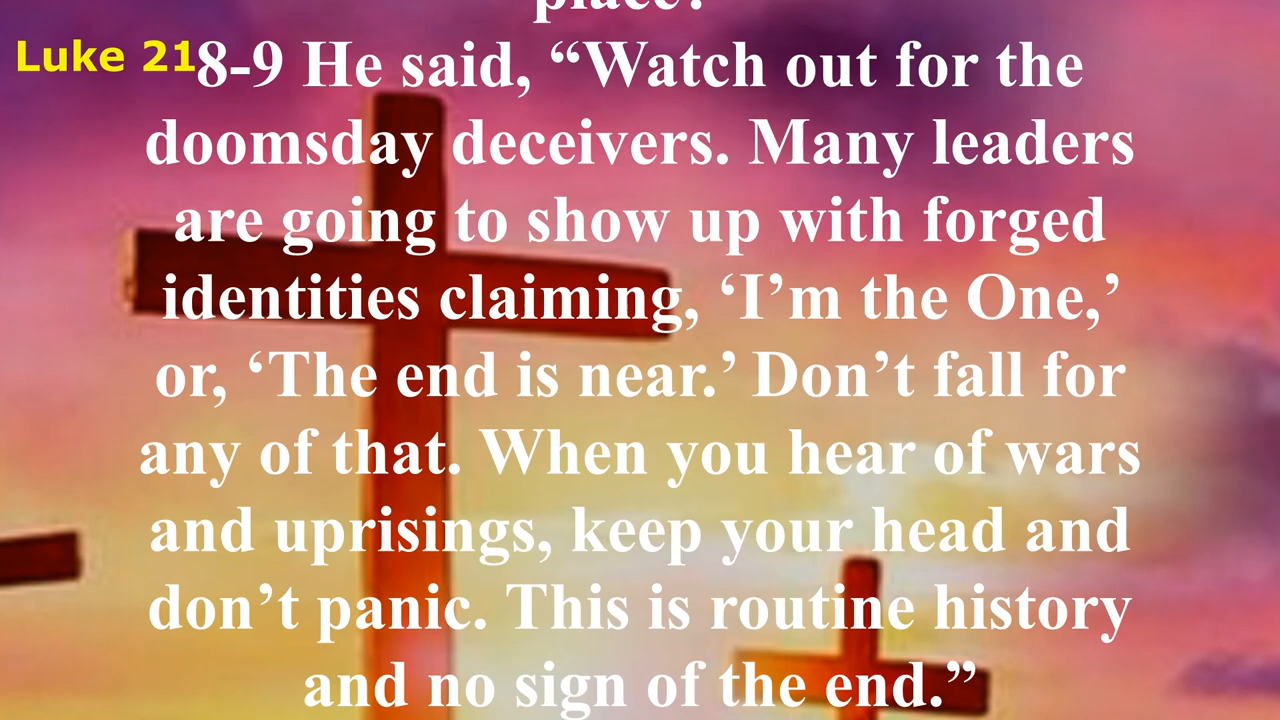 place?
Luke 21
8-9 He said, “Watch out for the
doomsday deceivers. Many leaders
are going to show up with forged
identities claiming, ‘I’m the One,’
or, ‘The end is near.’ Don’t fall for
any of that. When you hear of wars
and uprisings, keep your head and
don’t panic. This is routine history
and no sign of the end.”